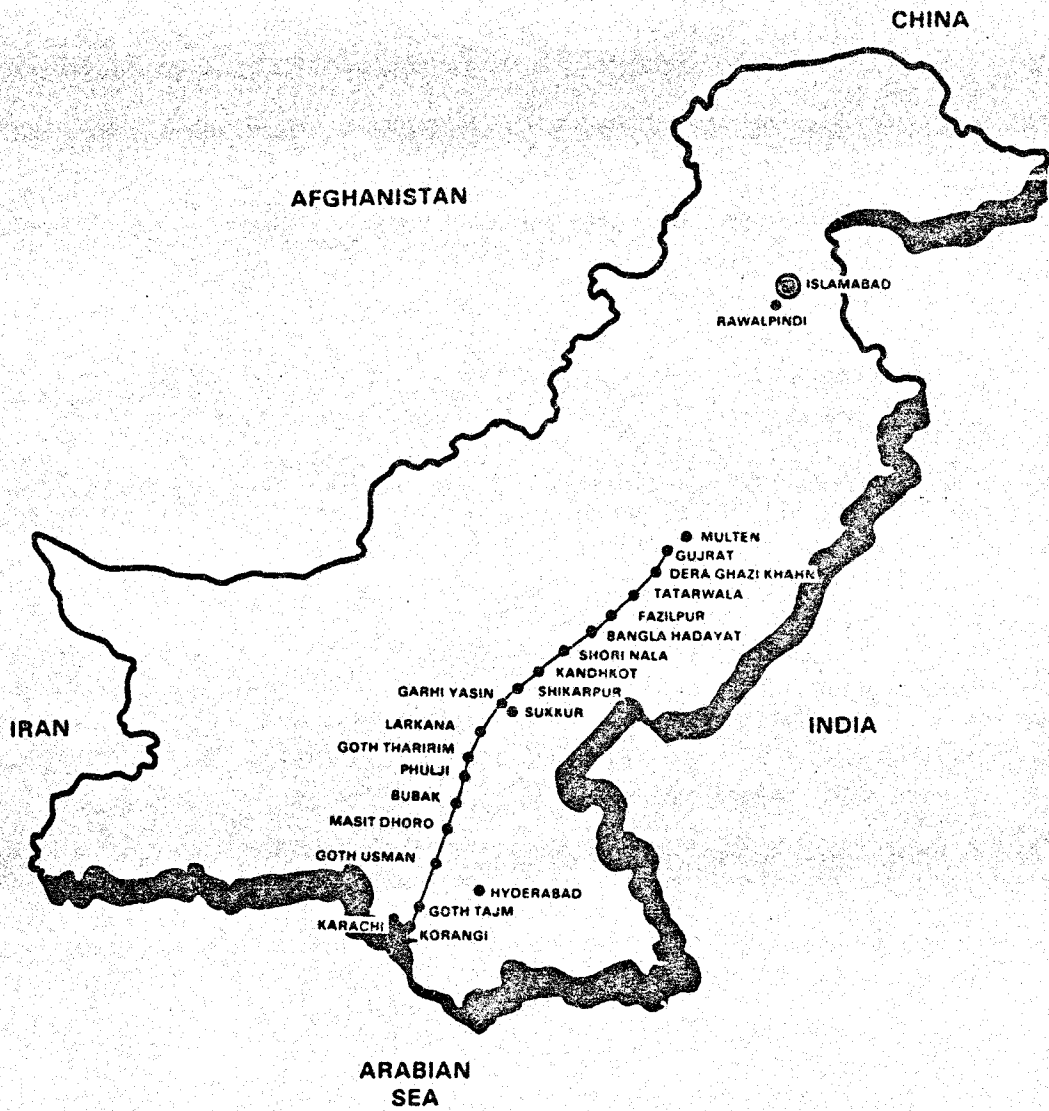 CHINA
AFGHANISTAN
ISLAMABAD
RAWALPINDI
MULTEN
GUJRAT
DERA GHAZI KHAHN
TATARWALA
FAZILPUR
BANGLA HADAYAT
SHORI NALA
KANDHKOT
GARHI YASIN
SHIKARPUR
SUKKUR
IRAN
LARKANA
INDIA
GOTH THARIRIM
PHULJI
BUBAK
MASIT DHORO
GOTH USMAN
HYDERABAD
GOTH TAJM
KARACHI
KORANGI
ARABIAN
SEA